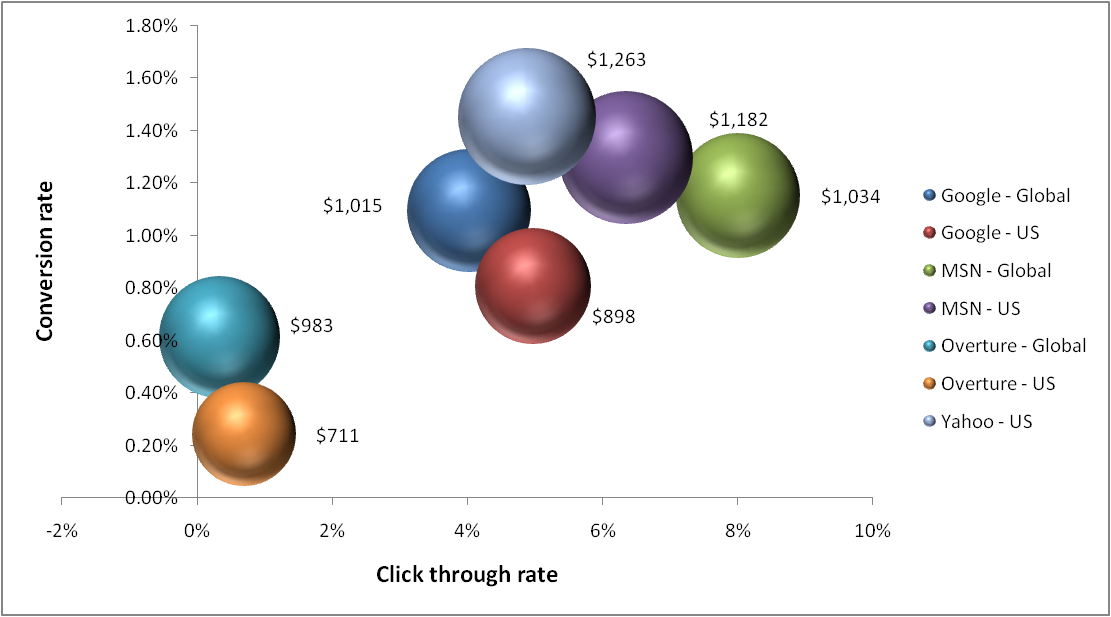 1.80%
1.60%
1.40%
1.20%
1.00%
0.80%
0.60%
0.40%
0.20%
0.00%
Conversion rate
$1,263
$1,182
$1,015
$1,034
$983
$898
$711
-2%
0%
2%
4%
6%
8%
10%
Click through rate
Google - Global
Google - US
MSN - Global
MSN - US
Overture - Global
Overture - US
Yahoo - US